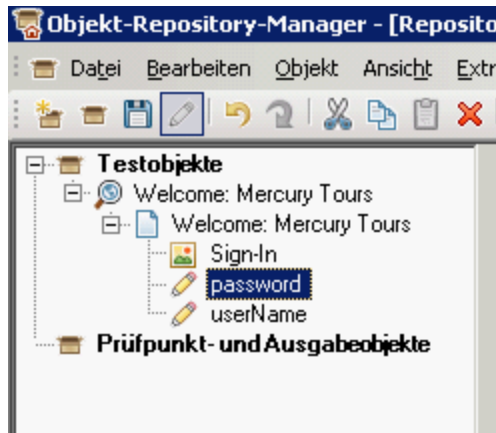 Objekt-Repository-Manager - [Reposito
Datei Bearbeiten Objekt Ansicht Extr
Testobjekte
Welcome: Mercury Tours
Welcome: Mercury Tours
Sign-In
password
userName
Prüfpunkt- und Ausgabeobjekte